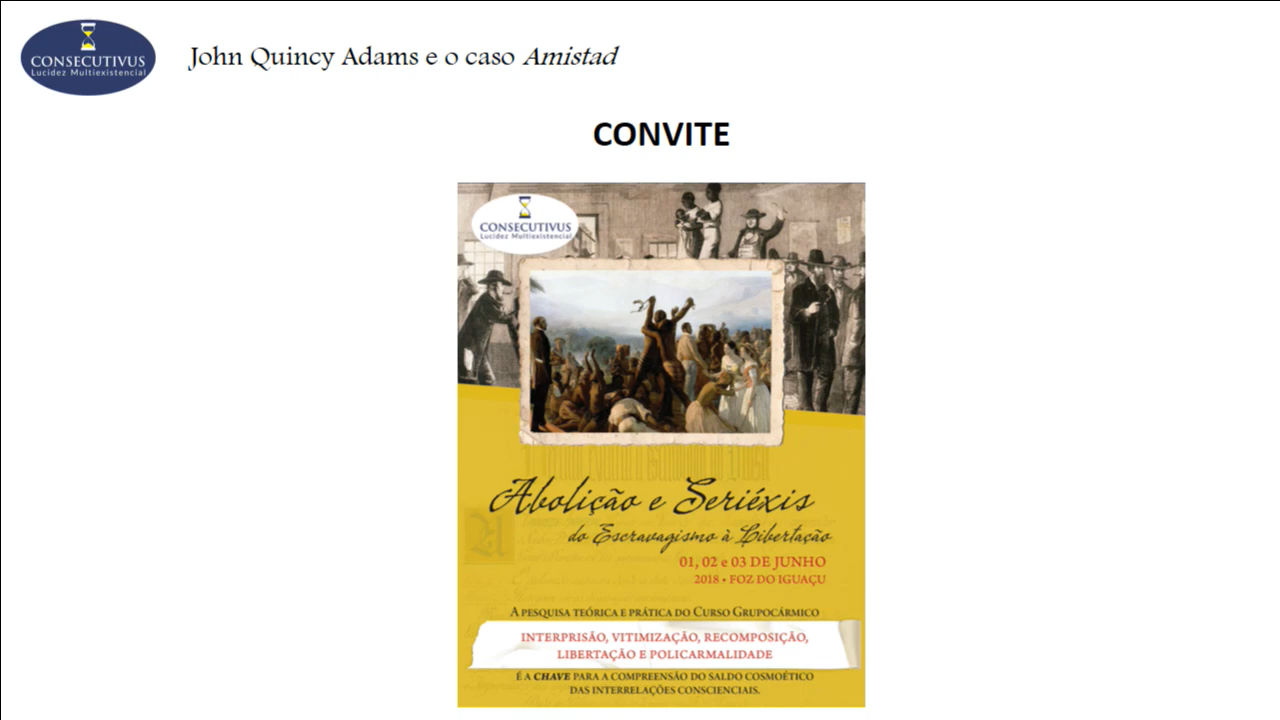 CONSECUTIVUS
Lucidez Multiexistencial
John Quincy Adams e o caso Amistad
CONVITE
CONSECUTIVUS
Lucidez Multiexistencial
Abolição e Seriéxis
do Escravagismo à Libertação
01, 02 e 03 DE JUNHO
2018 • FOZ DO IGUAÇU
A PESQUISA TEÓRICA E PRÁTICA DO CURSO GRUPOCÁRMICO
INTERPRISÃO, VITIMIZAÇÃO, RECOMPOSIÇÃO,
LIBERTAÇÃO E POLICARMALIDADE
É A CHAVE PARA A COMPREENSÃO DO SALDO COSMOÉTICO
DAS INTERRELAÇÕES CONSCIENCIAIS.